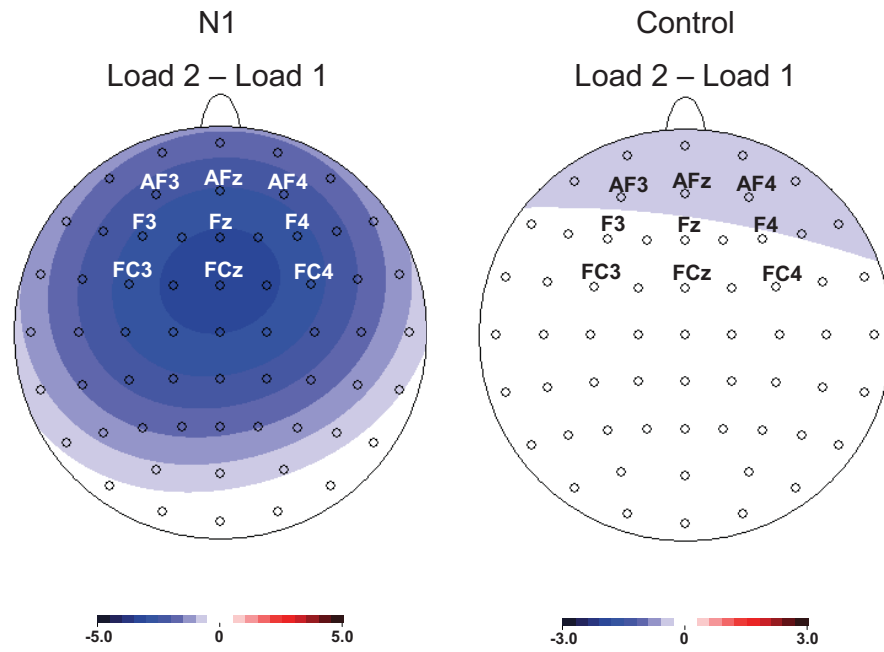 N1
Load 2 – Load 1
AF3 AFz AF4
F3 Fz F4
FC3 FCz FC4
-5.0 0 5.0
Control
Load 2 – Load 1
AF3 AFz AF4
F3 Fz F4
FC3 FCz FC4
-3.0 0 3.0